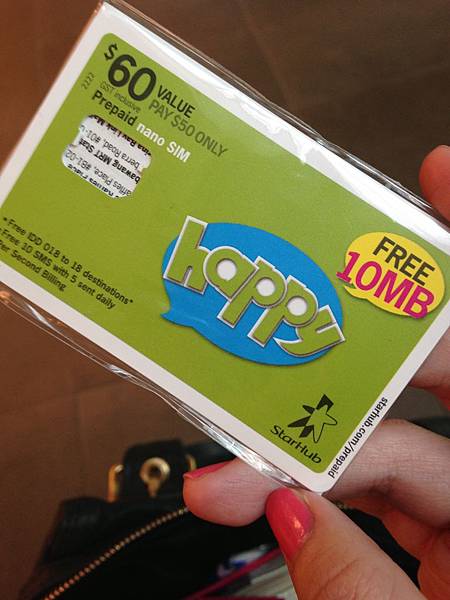 $60 VALUE
GST inclusive PAY $50 ONLY
2222
Prepaid nano SIM
happy
FREE
10MB
• Free IDD 018 to 18 destinations*
• Free 10 SMS with 5 sent daily
Per Second Billing
StarHub
starhub.com/prepaid